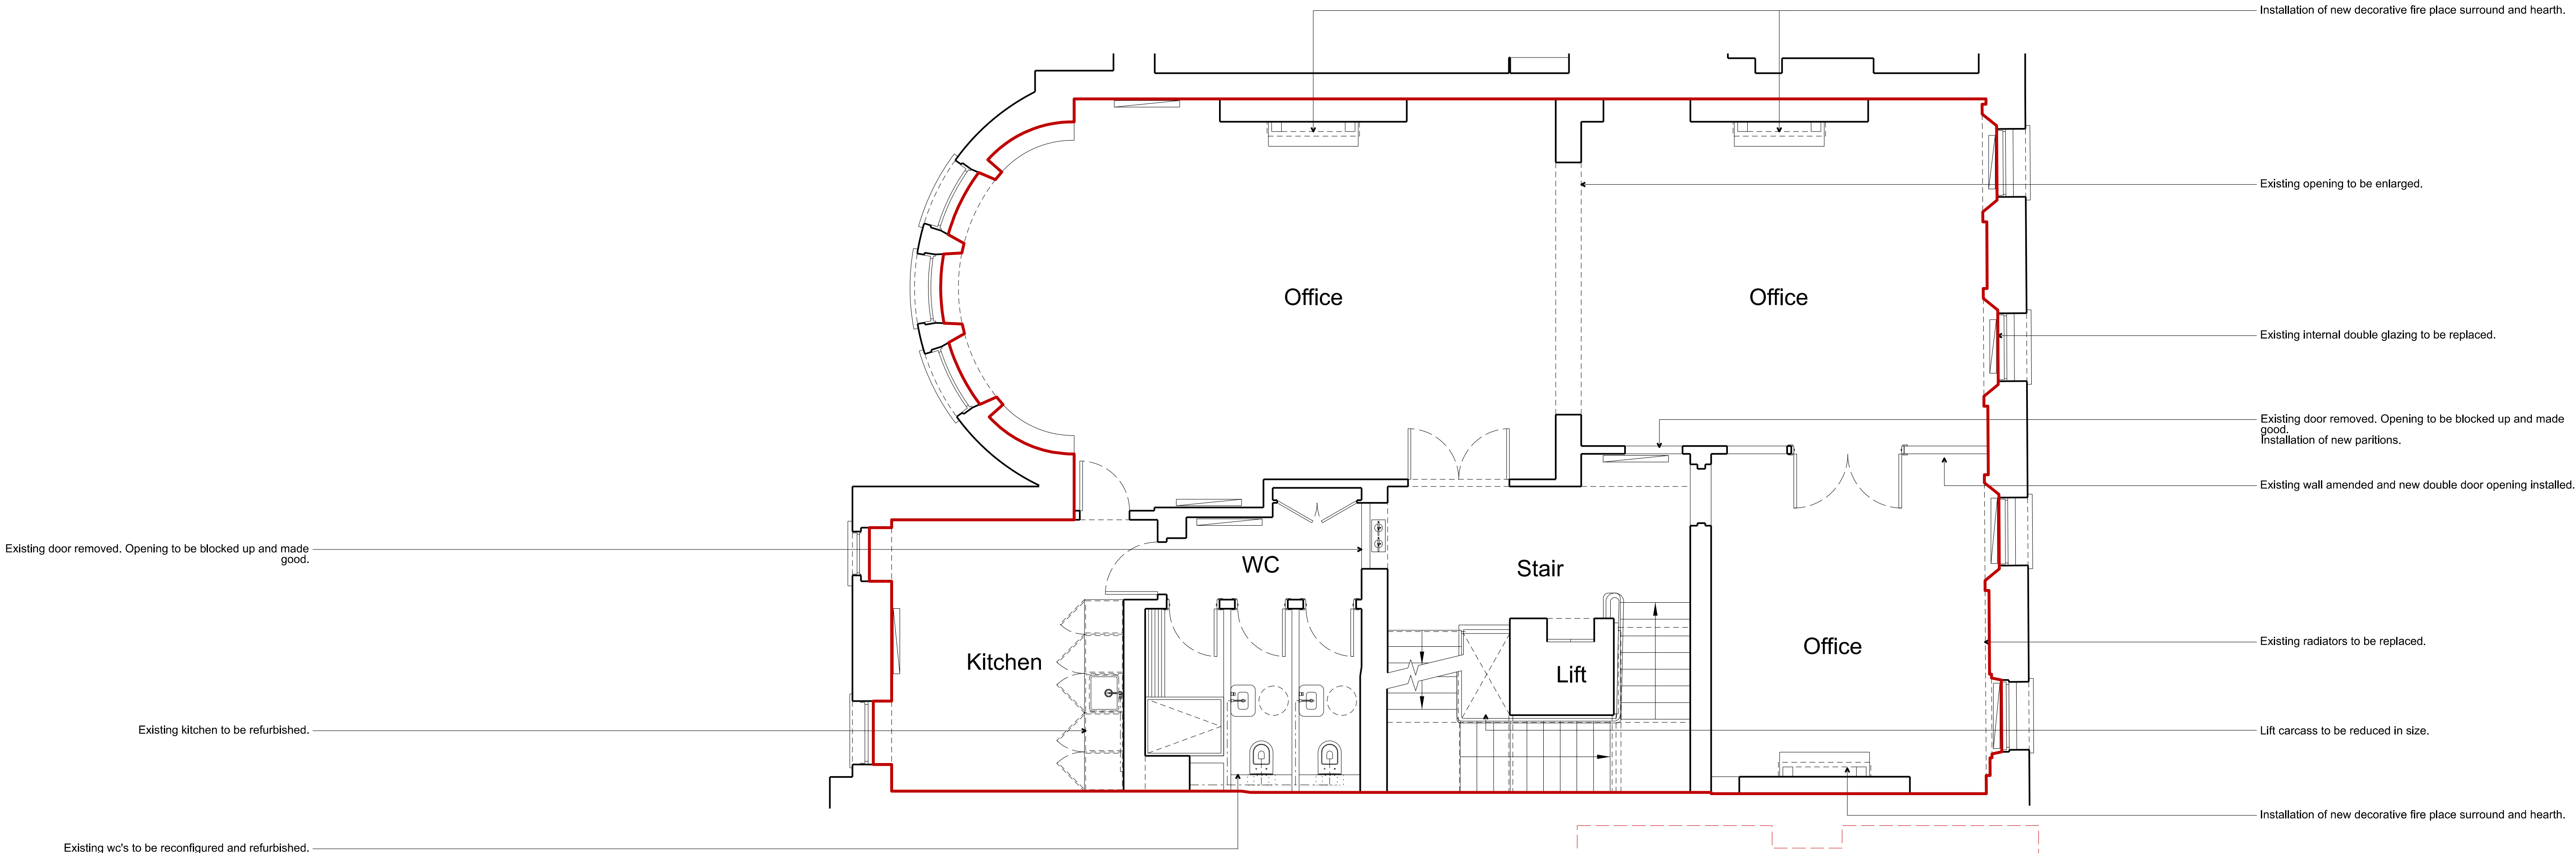 Installation of new decorative fire place surround and hearth.
Existing opening to be enlarged.
Office
Office
Existing internal double glazing to be replaced.
Existing door removed. Opening to be blocked up and made
good.
Installation of new paritions.
Existing wall amended and new double door opening installed.
Existing door removed. Opening to be blocked up and made
good.
WC
Stair
Existing radiators to be replaced.
Office
Kitchen
Lift
Existing kitchen to be refurbished.
Lift carcass to be reduced in size.
Installation of new decorative fire place surround and hearth.
Existing wc's to be reconfigured and refurbished.